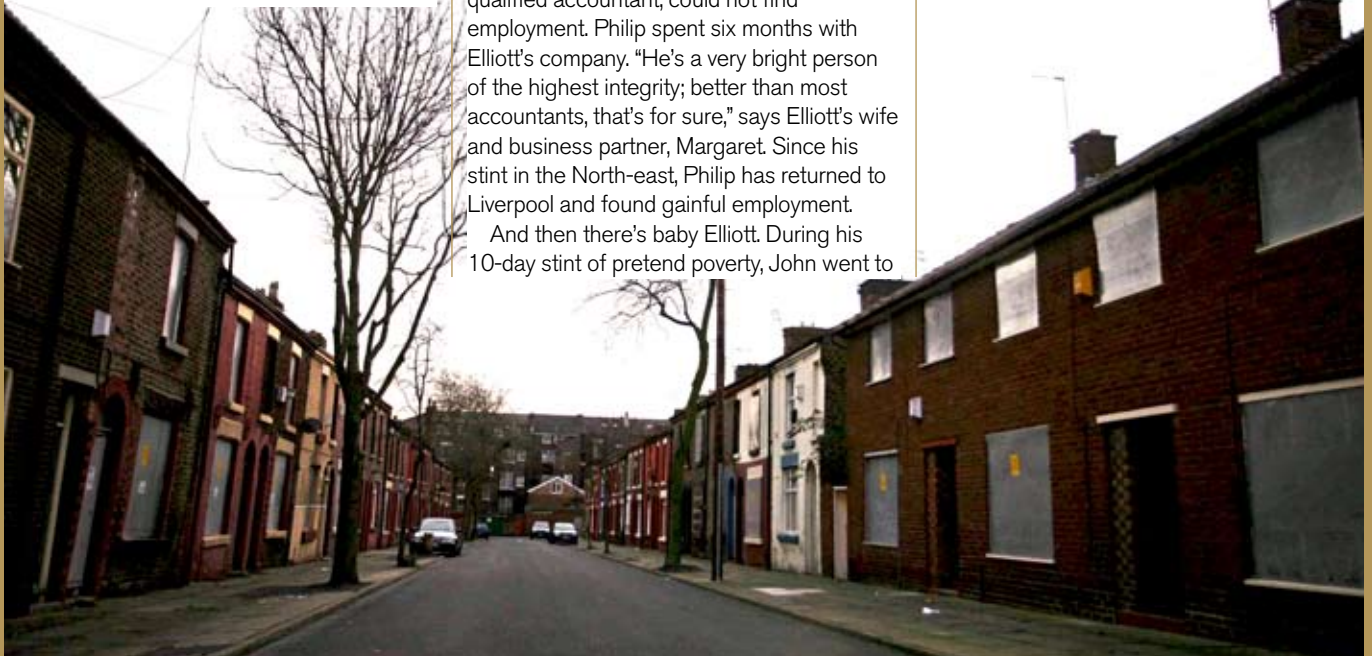 qualified accountant, could not find
employment. Philip spent six months with
Elliott’s company. “He’s a very bright person
of the highest integrity; better than most
accountants, that’s for sure,” says Elliott’s wife
and business partner, Margaret. Since his
stint in the North-east, Philip has returned to
Liverpool and found gainful employment.
And then there’s baby Elliott. During his
10-day stint of pretend poverty, John went to